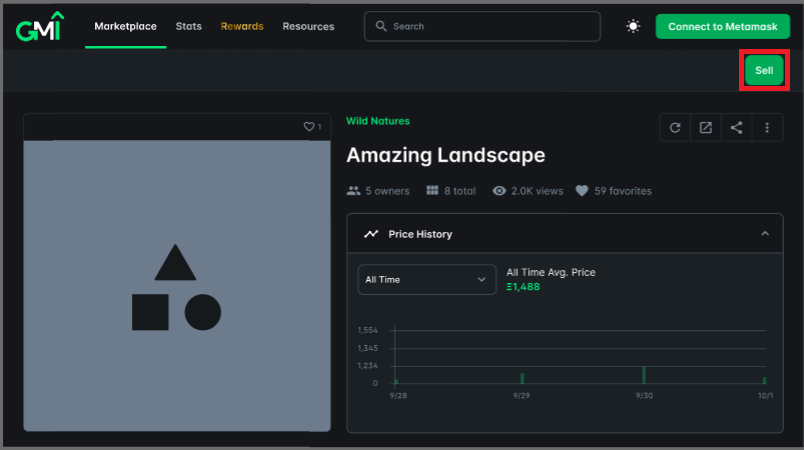 GMI Marketplace Stats Rewards Resources Search Connect to Metamask
Sell
1
Wild Natures
Amazing Landscape
5 owners 8 total 2.0K views 59 favorites
Price History
All Time
All Time Avg. Price
Ξ1,488
1,554
1,345
1,234
0
9/28 9/29 9/30 10/1